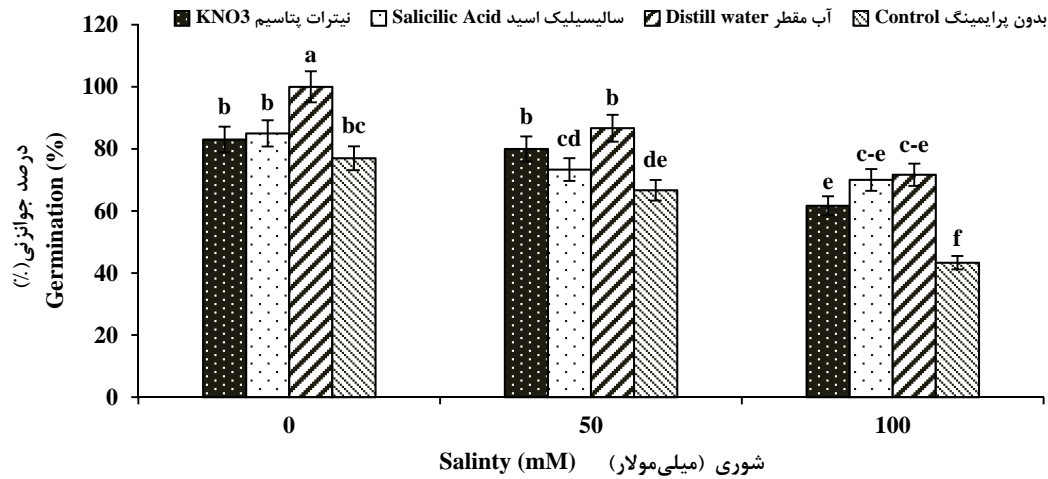 KNO3 نیترات پتاسیم Salicilic Acid سالیسیلیک اسید Distill water آب مقطر Control بدون پرایمینگ
120
100
80
60
40
20
0
درصد جوانزنی(٪)
Germination (%)
b b a bc
b cd b de
e c-e c-e f
0 50 100
Salinty (mM) شوری (میلی‌مولار)